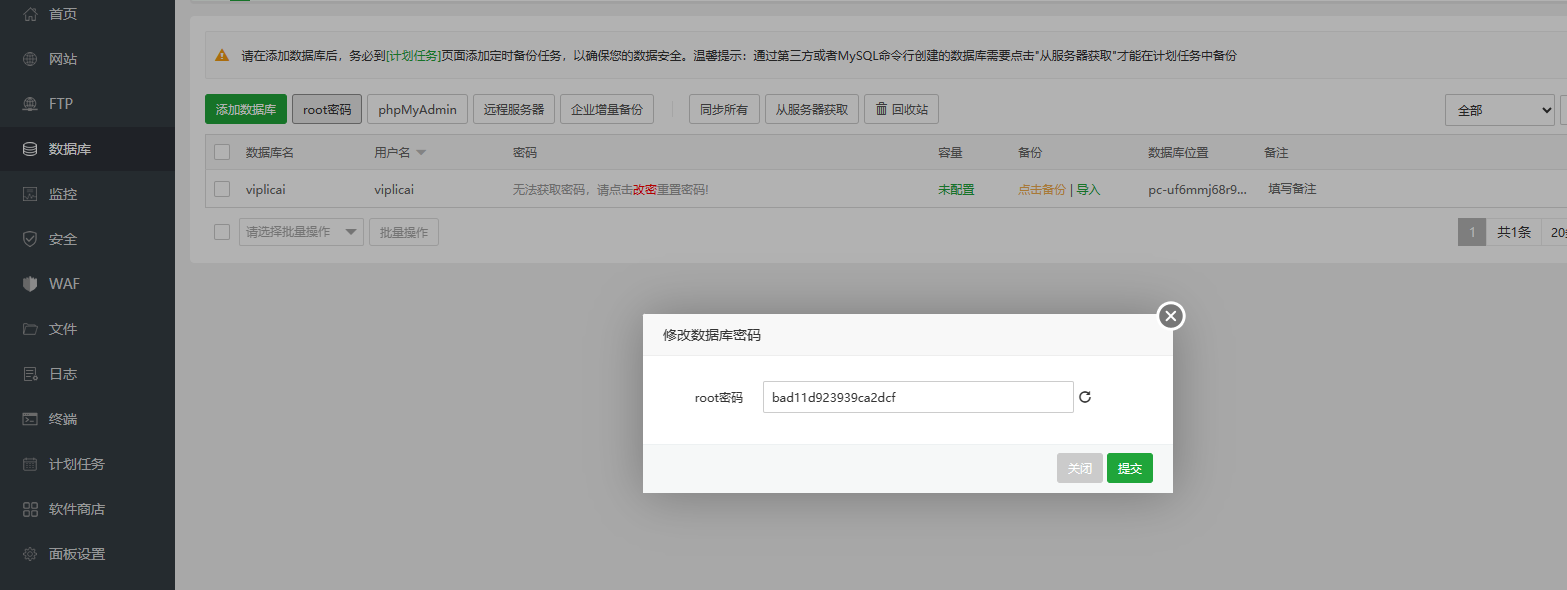 首页
网站
FTP
数据库
监控
安全
WAF
文件
日志
终端
计划任务
软件商店
面板设置
请在添加数据库后，务必到[计划任务]页面添加定时备份任务，以确保您的数据安全。温馨提示：通过第三方或者MySQL命令行创建的数据库需要点击"从服务器获取"才能在计划任务中备份
添加数据库 root密码 phpMyAdmin 远程服务器 企业增量备份 同步所有 从服务器获取 回收站 全部
数据库名 用户名 密码 容量 备份 数据库位置 备注
viplicai viplicai 无法获取密码，请点击改密重置密码! 未配置 点击备份 | 导入 pc-uf6mmj68r9... 填写备注
请选择批量操作 批量操作 1 共1条 20
修改数据库密码
root密码 bad11d923939ca2dcf
关闭 提交